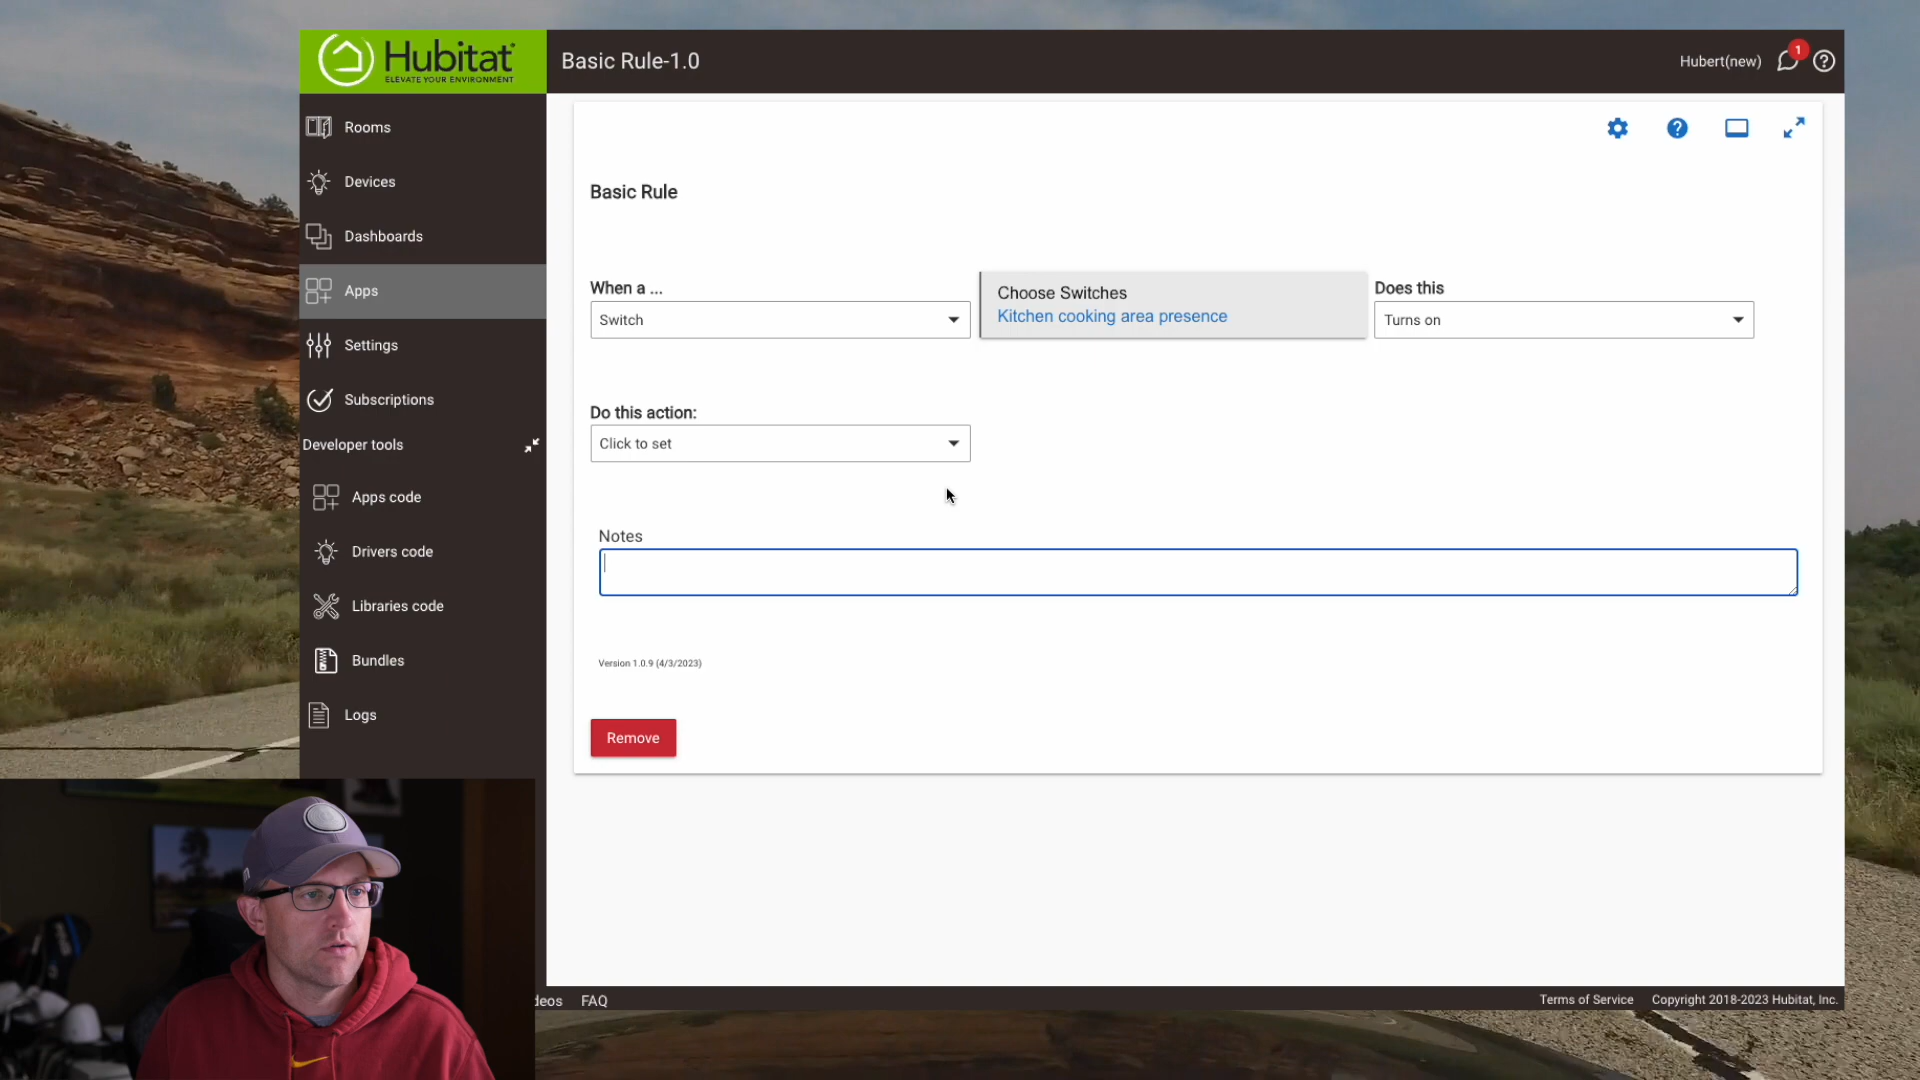 Hubitat
ELEVATE YOUR ENVIRONMENT
Basic Rule-1.0
Hubert(new)
1
Rooms
Devices
Dashboards
Apps
Settings
Subscriptions
Developer tools
Apps code
Drivers code
Libraries code
Bundles
Logs
Basic Rule
When a ...
Switch
Choose Switches
Kitchen cooking area presence
Does this
Turns on
Do this action:
Click to set
Notes
Version 1.0.9 (4/3/2023)
Remove
deos
FAQ
Terms of Service
Copyright 2018-2023 Hubitat, Inc.